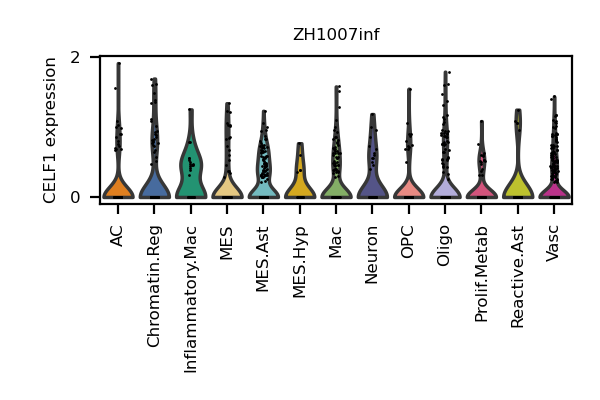 ZH1007inf
CELF1 expression
2
0
AC
Chromatin.Reg
Inflammatory.Mac
MES
MES.Ast
MES.Hyp
Mac
Neuron
OPC
Oligo
Prolif.Metab
Reactive.Ast
Vasc